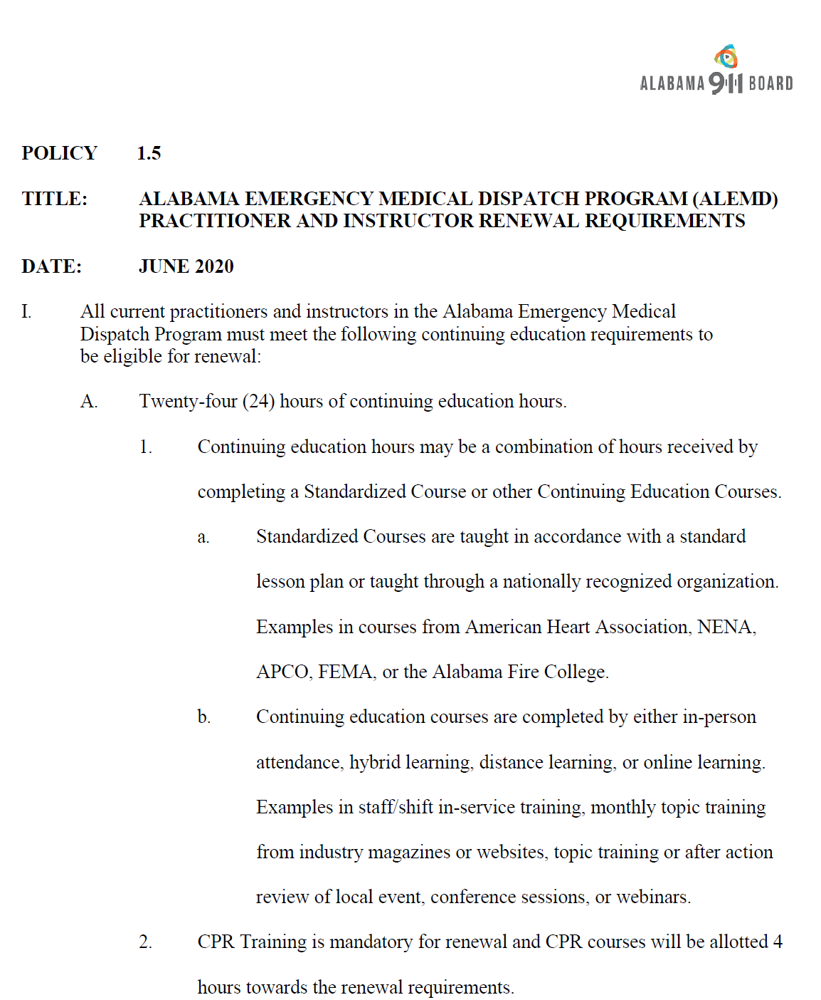 ALABAMA 911 BOARD
POLICY 1.5
TITLE: ALABAMA EMERGENCY MEDICAL DISPATCH PROGRAM (ALEMD)
PRACTITIONER AND INSTRUCTOR RENEWAL REQUIREMENTS
DATE: JUNE 2020
I. All current practitioners and instructors in the Alabama Emergency Medical
Dispatch Program must meet the following continuing education requirements to
be eligible for renewal:
A. Twenty-four (24) hours of continuing education hours.
1. Continuing education hours may be a combination of hours received by
completing a Standardized Course or other Continuing Education Courses.
a. Standardized Courses are taught in accordance with a standard
lesson plan or taught through a nationally recognized organization.
Examples in courses from American Heart Association, NENA,
APCO, FEMA, or the Alabama Fire College.
b. Continuing education courses are completed by either in-person
attendance, hybrid learning, distance learning, or online learning.
Examples in staff/shift in-service training, monthly topic training
from industry magazines or websites, topic training or after action
review of local event, conference sessions, or webinars.
2. CPR Training is mandatory for renewal and CPR courses will be allotted 4
hours towards the renewal requirements.